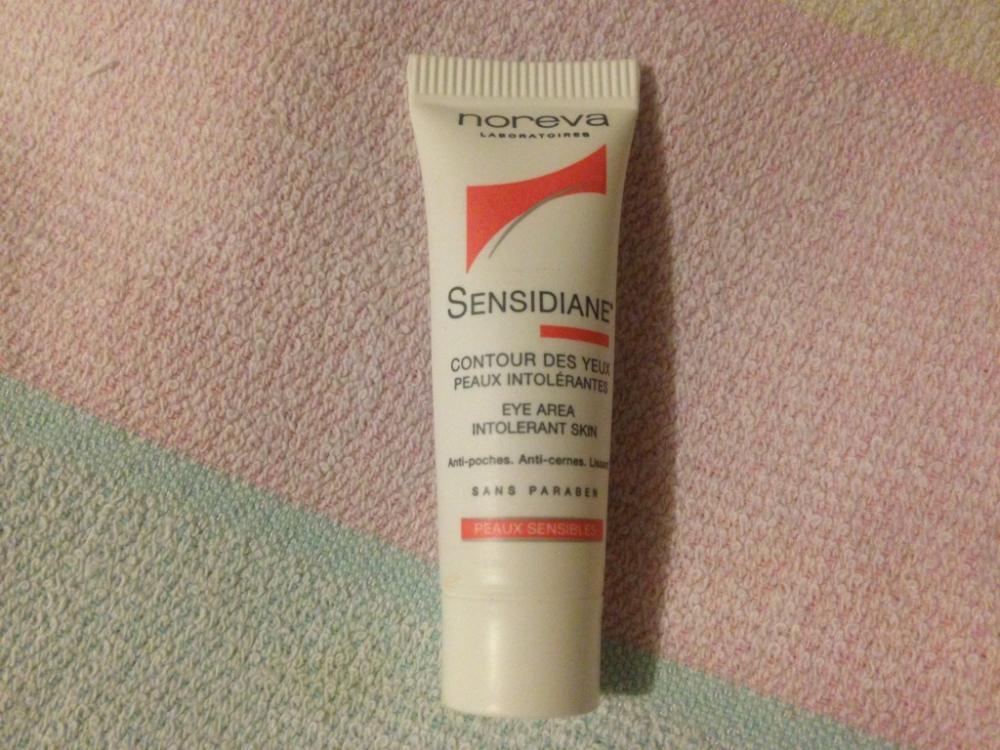 noreva
LABORATOIRES
SENSIDIANE
CONTOUR DES YEUX
PEAUX INTOLÉRANTES
EYE AREA
INTOLERANT SKIN
Anti-poches. Anti-cernes.
SANS PARABEN
PEAUX SENSIBLES